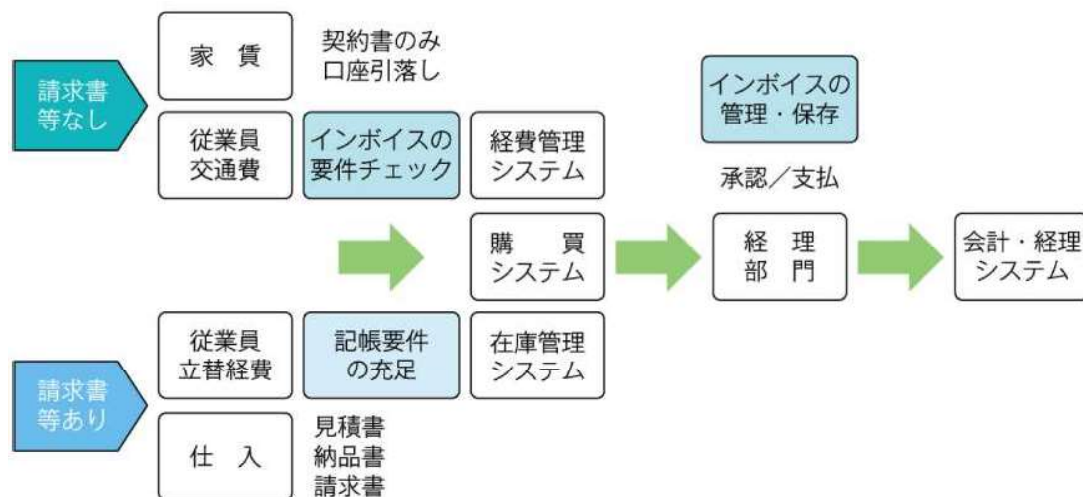 請求書
等なし
家　賃
契約書のみ
口座引落し
従業員
交通費
インボイスの
要件チェック
経費管理
システム
インボイスの
管理・保存
承認／支払
購　買
システム
経　理
部　門
会計・経理
システム
請求書
等あり
従業員
立替経費
記帳要件
の充足
在庫管理
システム
仕　入
見積書
納品書
請求書